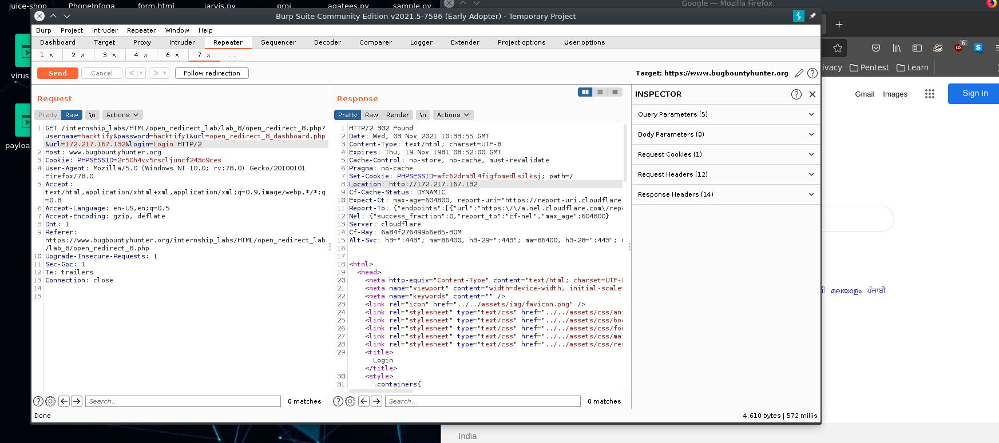 juice-shop PhoneInfoga form.html jarvis.py proj agatees.py sample.py
Google — Mozilla Firefox
Burp Suite Community Edition v2021.5-7586 (Early Adopter) - Temporary Project
Burp Project Intruder Repeater Window Help
Dashboard Target Proxy Intruder Repeater Sequencer Decoder Comparer Logger Extender Project options User options
1 × 2 × 3 × 4 × 6 × 7 × ...
Send Cancel < > Follow redirection
Target: https://www.bugbountyhunter.org
Request
Pretty Raw \n Actions
1 GET /internship_labs/HTML/open_redirect_lab/lab_8/open_redirect_8.php?
username=hacktify&password=hacktify1&url=open_redirect_8_dashboard.php
&url=172.217.167.132&login=Login HTTP/2
2 Host: www.bugbountyhunter.org
3 Cookie: PHPSESSID=2r50h4vv5rscljuncf243c9ces
4 User-Agent: Mozilla/5.0 (Windows NT 10.0; rv:78.0) Gecko/20100101
Firefox/78.0
5 Accept:
text/html,application/xhtml+xml,application/xml;q=0.9,image/webp,*/*;q
=0.8
6 Accept-Language: en-US,en;q=0.5
7 Accept-Encoding: gzip, deflate
8 Dnt: 1
9 Referer:
https://www.bugbountyhunter.org/internship_labs/HTML/open_redirect_lab
/lab_8/open_redirect_8.php
10 Upgrade-Insecure-Requests: 1
11 Sec-Gpc: 1
12 Te: trailers
13 Connection: close
14
15
Search...
0 matches
Response
Pretty Raw Render \n Actions
1 HTTP/2 302 Found
2 Date: Wed, 03 Nov 2021 10:33:55 GMT
3 Content-Type: text/html; charset=UTF-8
4 Expires: Thu, 19 Nov 1981 08:52:00 GMT
5 Cache-Control: no-store, no-cache, must-revalidate
6 Pragma: no-cache
7 Set-Cookie: PHPSESSID=afc62drm3l4figfomedlsilksj; path=/
8 Location: http://172.217.167.132
9 Cf-Cache-Status: DYNAMIC
10 Expect-Ct: max-age=604800, report-uri="https://report-uri.cloudflare
11 Report-To: {"endpoints":[{"url":"https:\/\/a.nel.cloudflare.com\/repo
12 Nel: {"success_fraction":0,"report_to":"cf-nel","max_age":604800}
13 Server: cloudflare
14 Cf-Ray: 6a84f276499b6e85-BOM
15 Alt-Svc: h3=":443"; ma=86400, h3-29=":443"; ma=86400, h3-28=":443";
16
17
18 <html>
19 <head>
20 <meta http-equiv="Content-Type" content="text/html; charset=UTF-8
21 <meta name="viewport" content="width=device-width, initial-scale=
22 <meta name="keywords" content="" />
23 <link rel="icon" href="../../assets/img/favicon.png" />
24 <link rel="stylesheet" type="text/css" href="../../assets/css/ani
25 <link rel="stylesheet" type="text/css" href="../../assets/css/boo
26 <link rel="stylesheet" type="text/css" href="../../assets/css/fon
27 <link rel="stylesheet" type="text/css" href="../../assets/css/mai
28 <link rel="stylesheet" type="text/css" href="../../assets/css/res
29 <title>
Login
</title>
30 <style>
31 .containers{
Search...
0 matches
INSPECTOR
Query Parameters (5)
Body Parameters (0)
Request Cookies (1)
Request Headers (12)
Response Headers (14)
Done
4,610 bytes | 572 millis
virus.
payloa
6
ivacy Pentest Learn
Gmail Images Sign in
മലയാളം ਪੰਜਾਬੀ
India